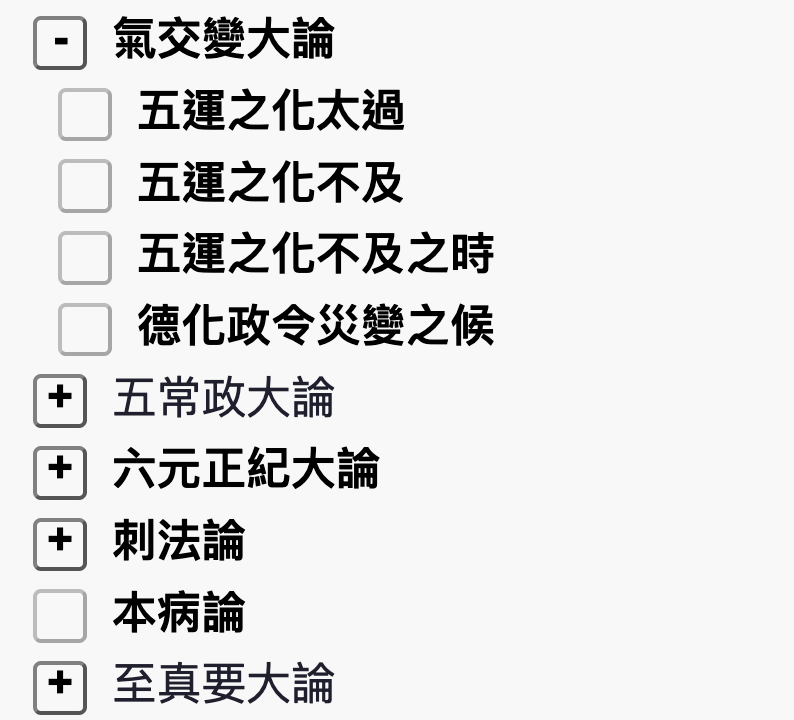 - 氣交變大論
五運之化太過
五運之化不及
五運之化不及之時
德化政令災變之候
+ 五常政大論
+ 六元正紀大論
+ 刺法論
本病論
+ 至真要大論